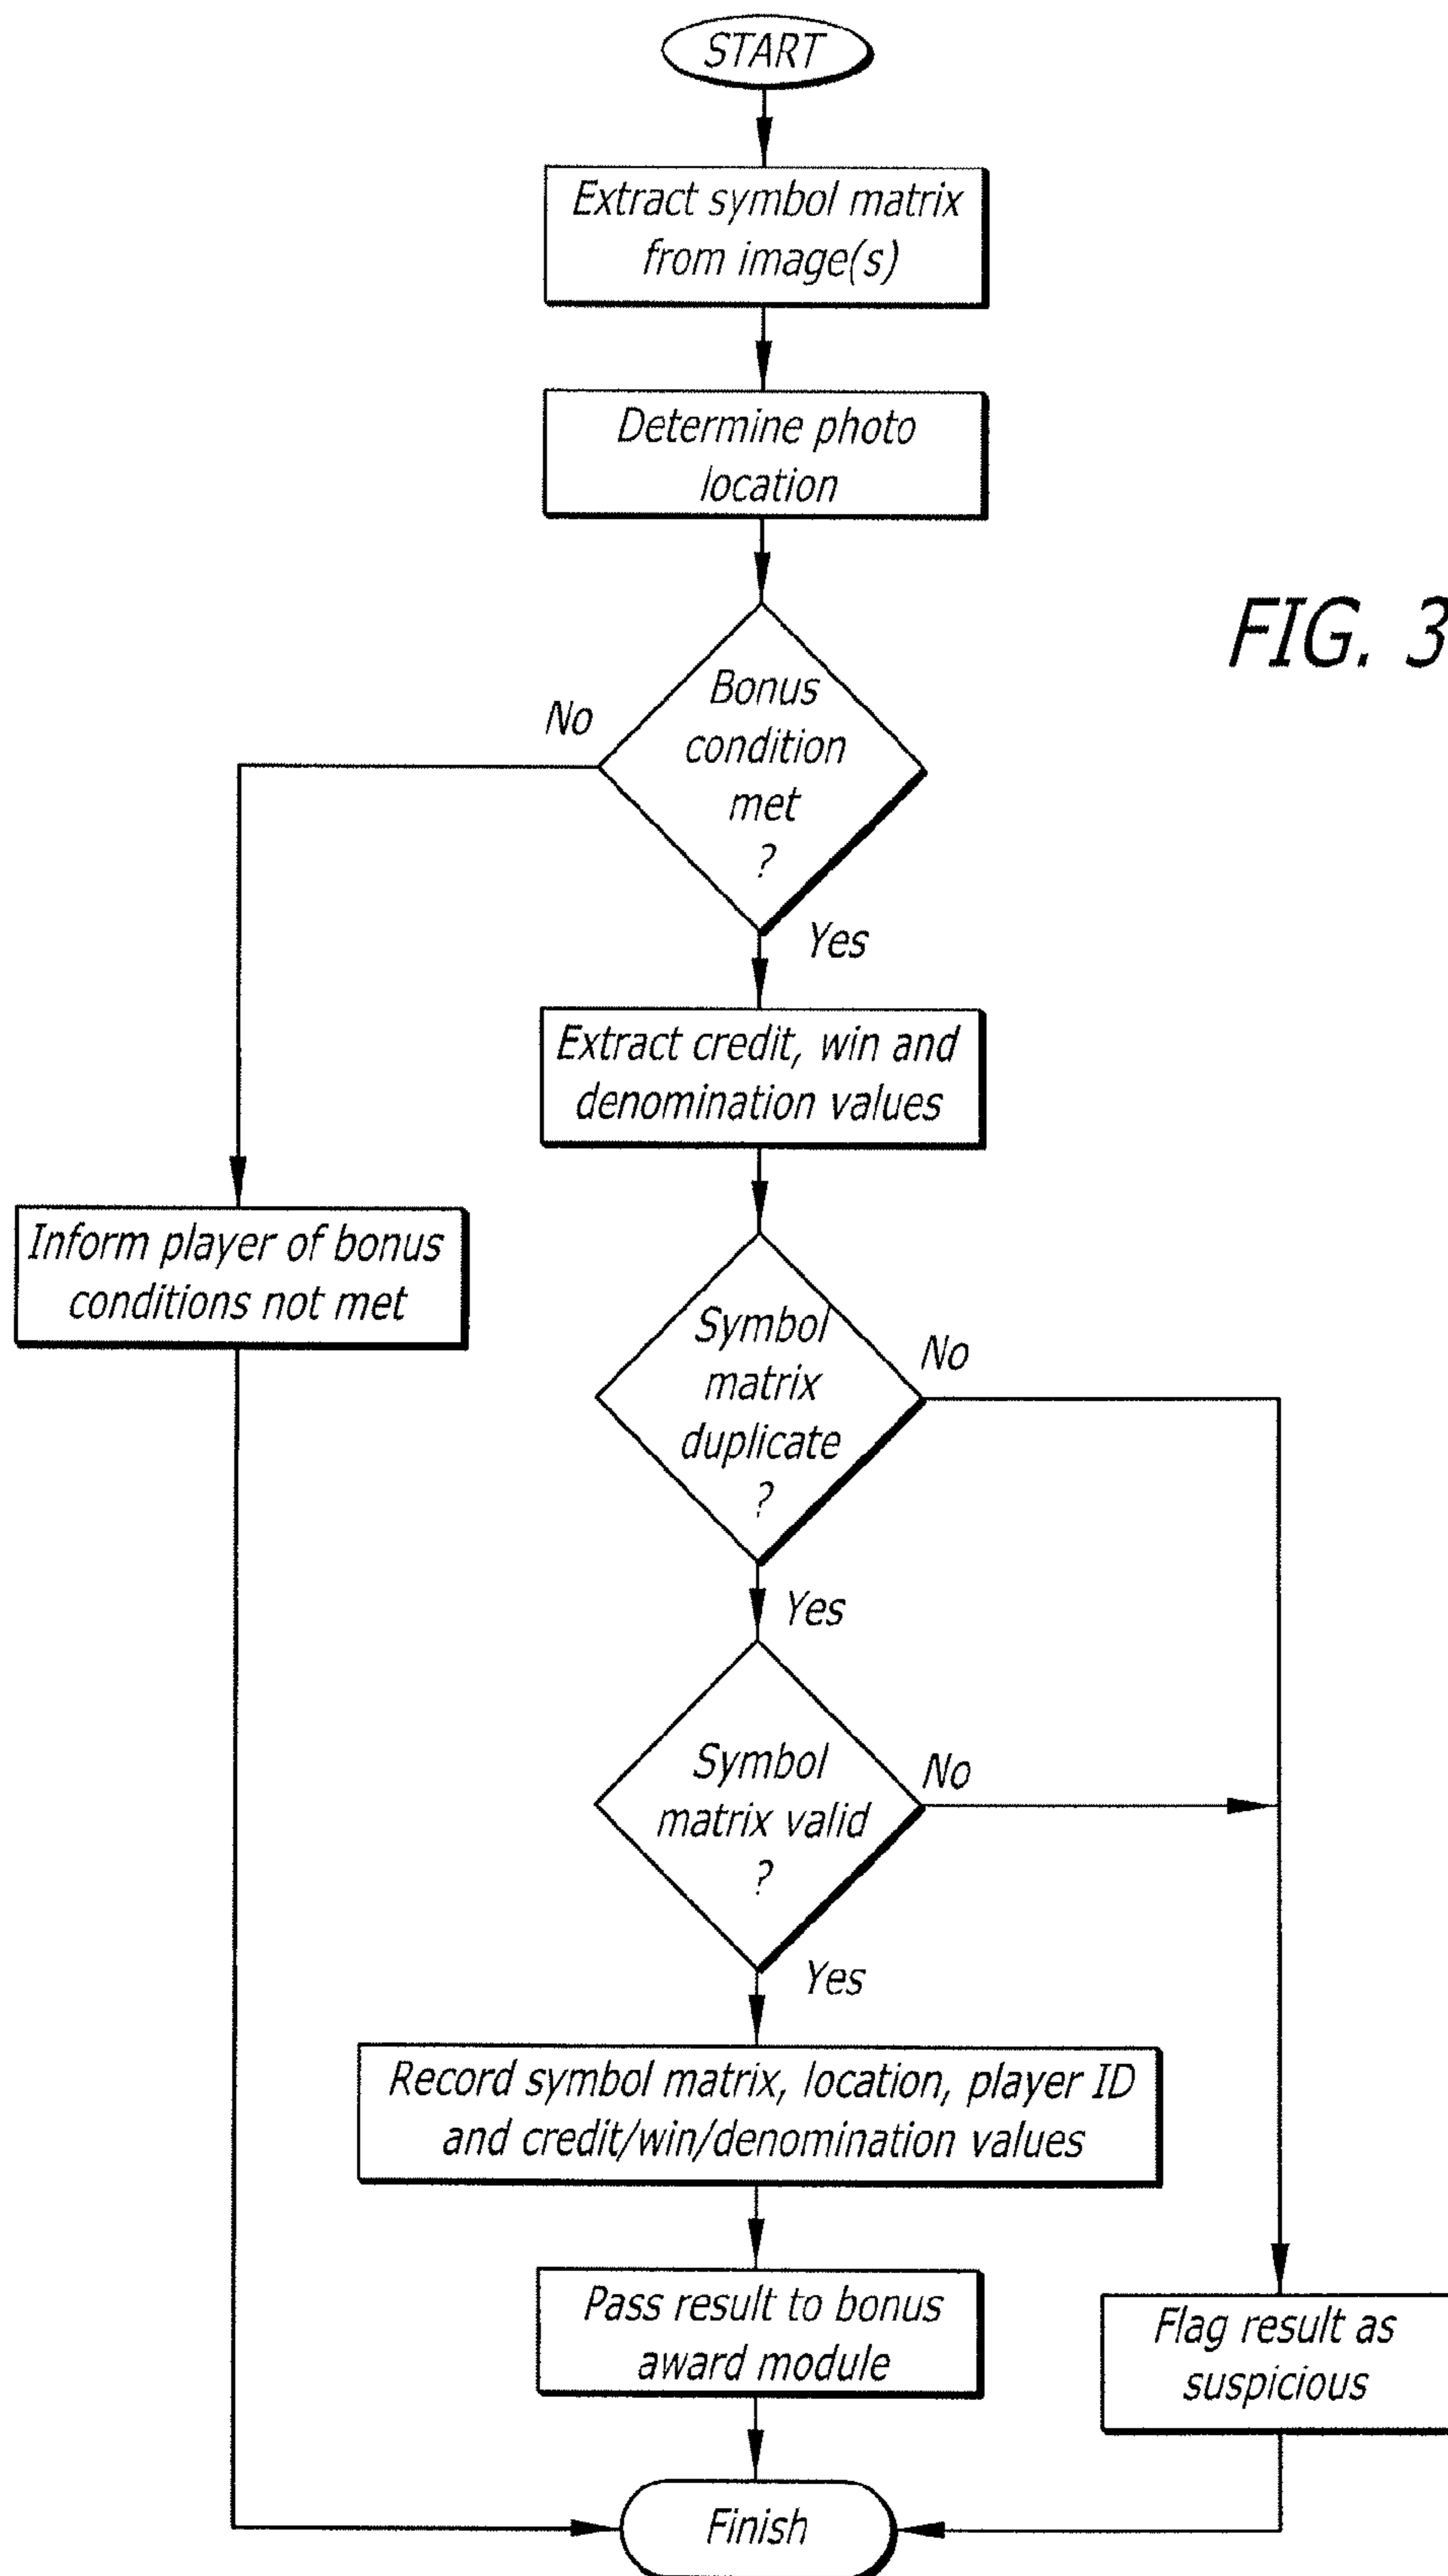 START
Extract symbol matrix
from image(s)
Determine photo
location
FIG. 3
Bonus
condition
met
?
No
Yes
Extract credit, win and
denomination values
Inform player of bonus
conditions not met
Symbol
matrix
duplicate
?
No
Yes
Symbol
matrix valid
?
No
Yes
Record symbol matrix, location, player ID
and credit/win/denomination values
Pass result to bonus
award module
Flag result as
suspicious
Finish